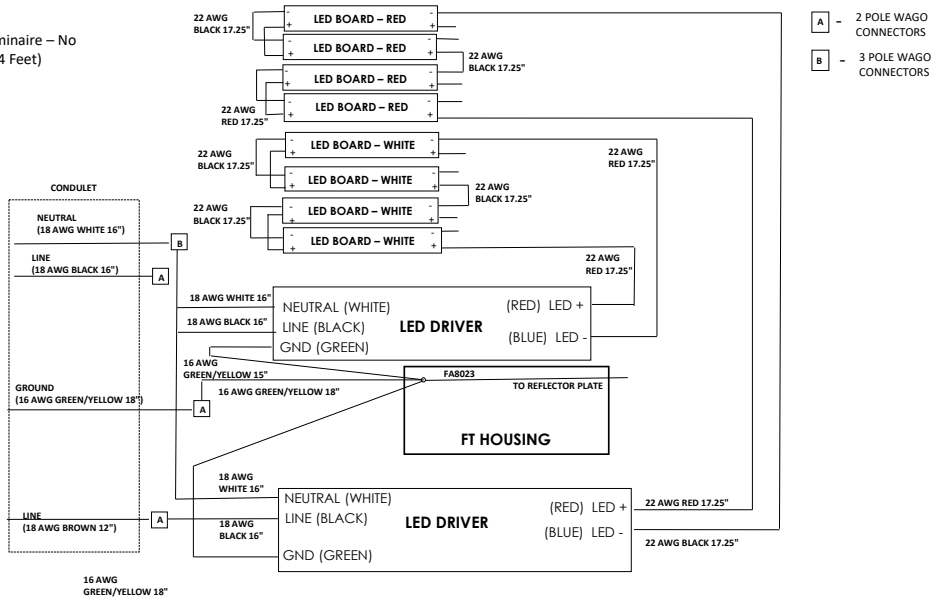 minaire – No
4 Feet)
22 AWG
BLACK 17.25"
- LED BOARD – RED -
+ +
- LED BOARD – RED -
+ +
22 AWG
BLACK 17.25"
- LED BOARD – RED -
+ +
- LED BOARD – RED -
+ +
22 AWG
RED 17.25"
A - 2 POLE WAGO
CONNECTORS
B - 3 POLE WAGO
CONNECTORS
- LED BOARD – WHITE -
+ +
22 AWG
BLACK 17.25"
22 AWG
RED 17.25"
- LED BOARD – WHITE -
+ +
22 AWG
BLACK 17.25"
- LED BOARD – WHITE -
+ +
22 AWG
BLACK 17.25"
- LED BOARD – WHITE -
+ +
22 AWG
RED 17.25"
CONDULET
NEUTRAL
(18 AWG WHITE 16")
B
LINE
(18 AWG BLACK 16")
A
18 AWG WHITE 16"
18 AWG BLACK 16"
NEUTRAL (WHITE)
LINE (BLACK)
GND (GREEN)
LED DRIVER
(RED) LED +
(BLUE) LED -
16 AWG
GREEN/YELLOW 15"
16 AWG GREEN/YELLOW 18"
GROUND
(16 AWG GREEN/YELLOW 18")
A
FA8023
TO REFLECTOR PLATE
FT HOUSING
18 AWG
WHITE 16"
LINE
(18 AWG BROWN 12")
A
18 AWG
BLACK 16"
NEUTRAL (WHITE)
LINE (BLACK)
GND (GREEN)
LED DRIVER
(RED) LED +
(BLUE) LED -
22 AWG RED 17.25"
22 AWG BLACK 17.25"
16 AWG
GREEN/YELLOW 18"